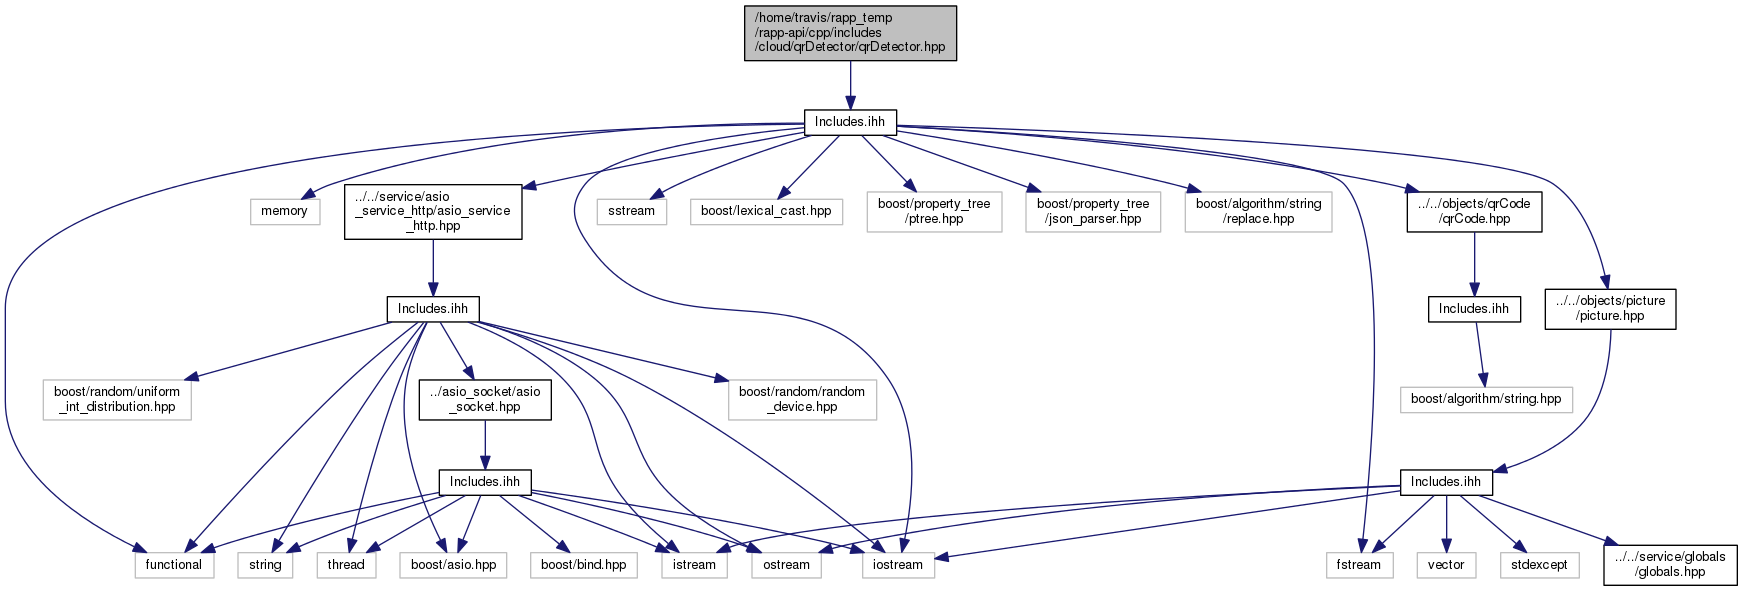 /home/travis/rapp_temp
/rapp-api/cpp/includes
/cloud/qrDetector/qrDetector.hpp
Includes.ihh
memory
../../service/asio
_service_http/asio_service
_http.hpp
sstream
boost/lexical_cast.hpp
boost/property_tree
/ptree.hpp
boost/property_tree
/json_parser.hpp
boost/algorithm/string
/replace.hpp
../../objects/qrCode
/qrCode.hpp
Includes.ihh
Includes.ihh
../../objects/picture
/picture.hpp
boost/random/uniform
_int_distribution.hpp
../asio_socket/asio
_socket.hpp
boost/random/random
_device.hpp
boost/algorithm/string.hpp
Includes.ihh
Includes.ihh
functional
string
thread
boost/asio.hpp
boost/bind.hpp
istream
ostream
iostream
fstream
vector
stdexcept
../../service/globals
/globals.hpp